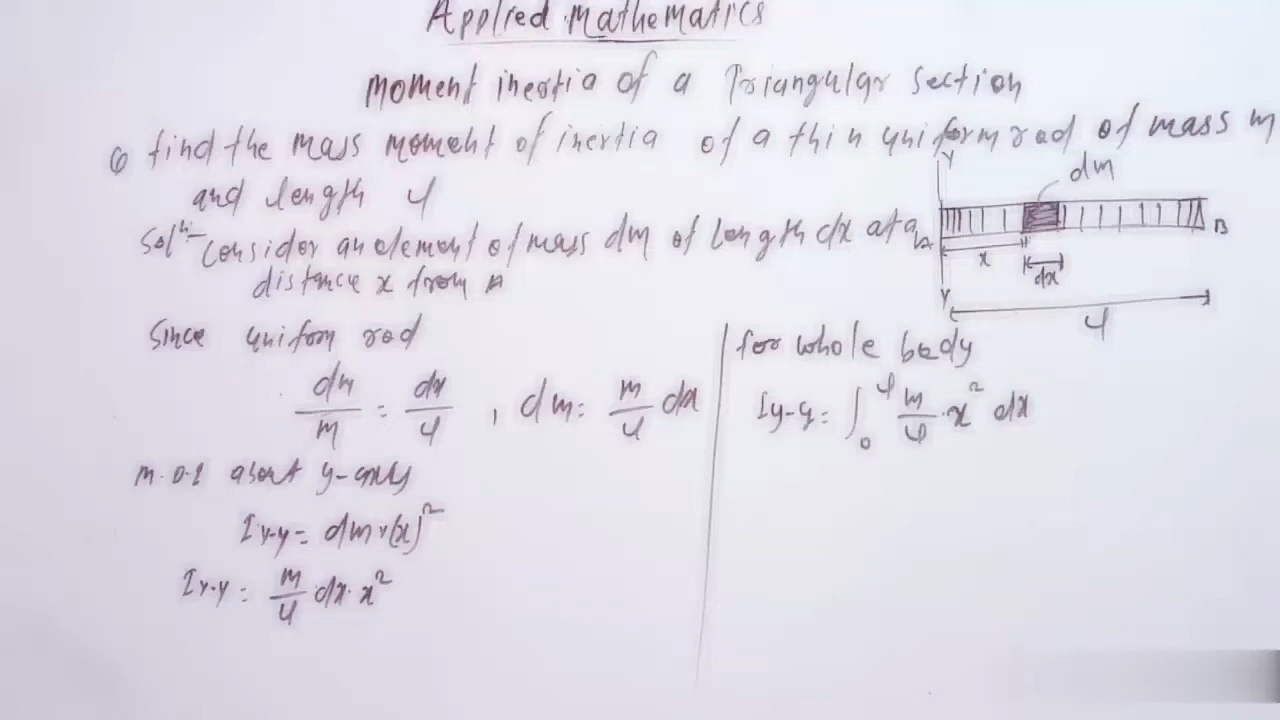 Applied Mathematics
Moment inertia of a Triangular section
Q find the mass moment of inertia of a thin uniform rod of mass m
and length l
Solⁿ:- Consider an element of mass dm of length dx at a
distance x from A
Y
dm
A
B
x
dx
Y
l
Since uniform rod
dm/m = dx/l , dm = m/l dx
M.O.I about y-axis
Iy-y = dm × (x)²
Iy-y = m/l dx · x²
for whole body
Iy-y = ∫₀ˡ m/l · x² dx